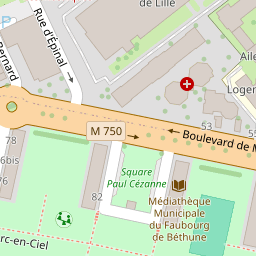 de Lille
Rue d'Épinal
Bernard
Aile
Loger
M 750
53
55
Boulevard de M
78
76bis
76
82
Square
Paul Cézanne
Médiathèque
Municipale
du Faubourg
de Béthune
rc-en-Ciel